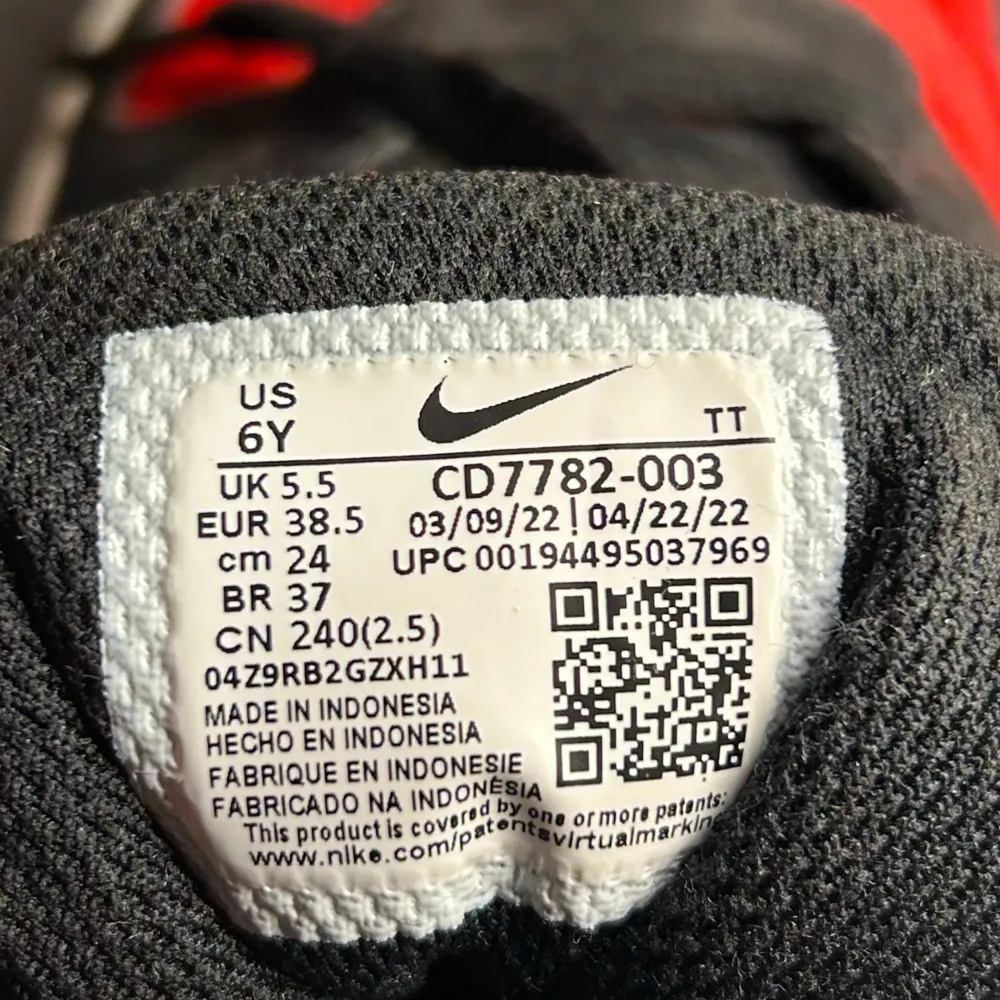 US
6Y
TT
UK 5.5
CD7782-003
EUR 38.5
03/09/22 | 04/22/22
cm 24
UPC 00194495037969
BR 37
CN 240(2.5)
04Z9RB2GZXH11
MADE IN INDONESIA
HECHO EN INDONESIA
FABRIQUE EN INDONESIE
FABRICADO NA INDONÉSIA
This product is covered by one or more patents:
www.nike.com/patentsvirtualmarkin